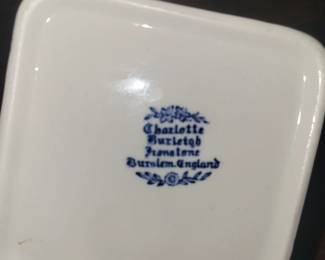 Charlotte
Burleigh
Ironstone
Burslem. England